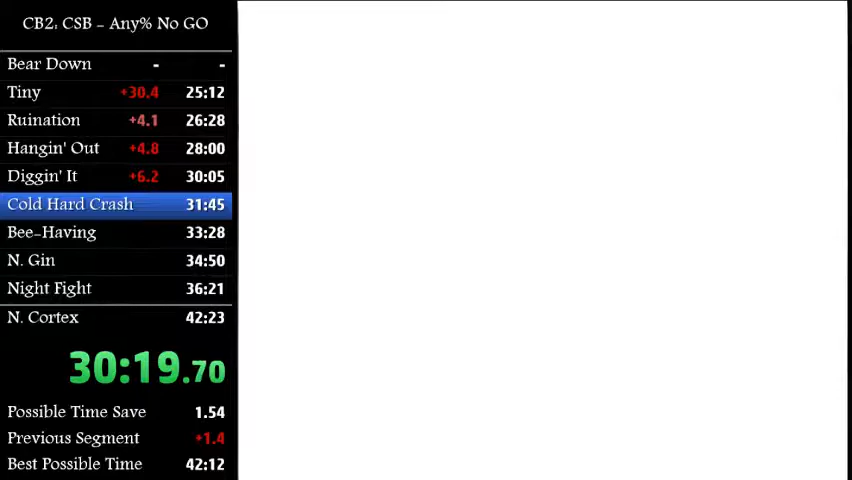 CB2: CSB - Any% No GO
Bear Down - -
Tiny +30.4 25:12
Ruination +4.1 26:28
Hangin' Out +4.8 28:00
Diggin' It +6.2 30:05
Cold Hard Crash 31:45
Bee-Having 33:28
N. Gin 34:50
Night Fight 36:21
N. Cortex 42:23
30:19.70
Possible Time Save 1.54
Previous Segment +1.4
Best Possible Time 42:12